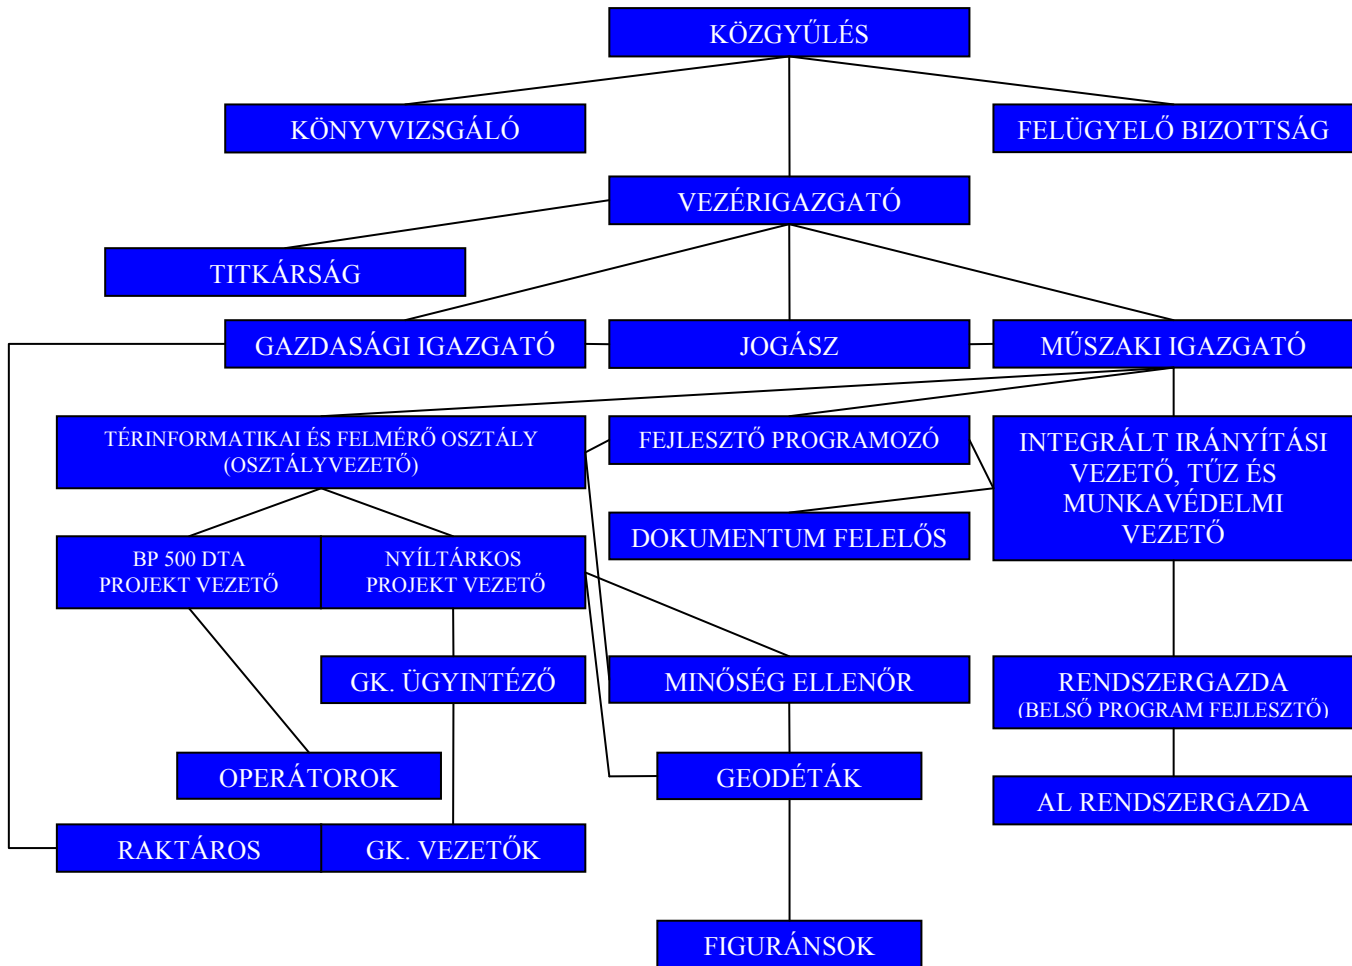 KÖZGYŰLÉS
KÖNYVVIZSGÁLÓ
FELÜGYELŐ BIZOTTSÁG
VEZÉRIGAZGATÓ
TITKÁRSÁG
GAZDASÁGI IGAZGATÓ
JOGÁSZ
MŰSZAKI IGAZGATÓ
TÉRINFORMATIKAI ÉS FELMÉRŐ OSZTÁLY
(OSZTÁLYVEZETŐ)
FEJLESZTŐ PROGRAMOZÓ
INTEGRÁLT IRÁNYÍTÁSI
VEZETŐ, TŰZ ÉS
MUNKAVÉDELMI
VEZETŐ
DOKUMENTUM FELELŐS
BP 500 DTA
PROJEKT VEZETŐ
NYÍLTÁRKOS
PROJEKT VEZETŐ
GK. ÜGYINTÉZŐ
MINŐSÉG ELLENŐR
RENDSZERGAZDA
(BELSŐ PROGRAM FEJLESZTŐ)
OPERÁTOROK
GEODÉTÁK
AL RENDSZERGAZDA
RAKTÁROS
GK. VEZETŐK
FIGURÁNSOK